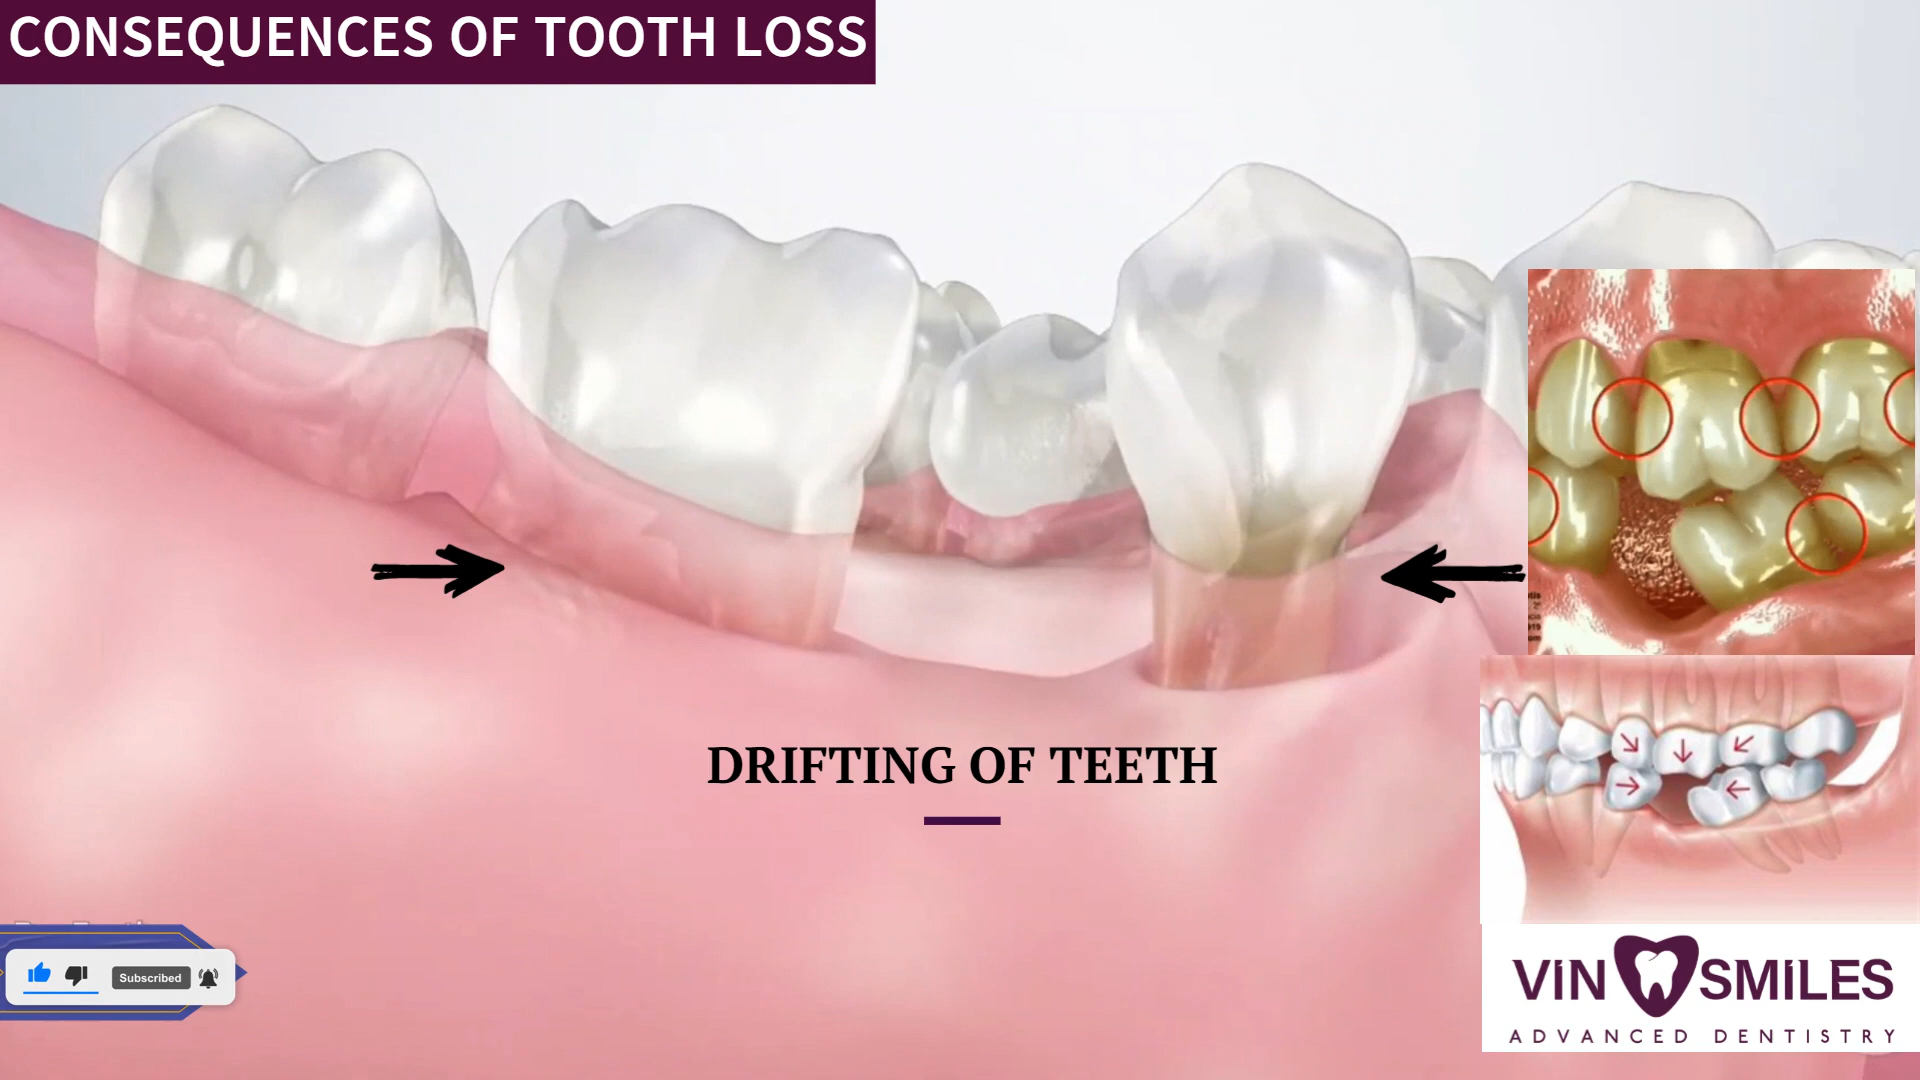 CONSEQUENCES OF TOOTH LOSS
DRIFTING OF TEETH
Subscribed
VIN SMILES
ADVANCED DENTISTRY